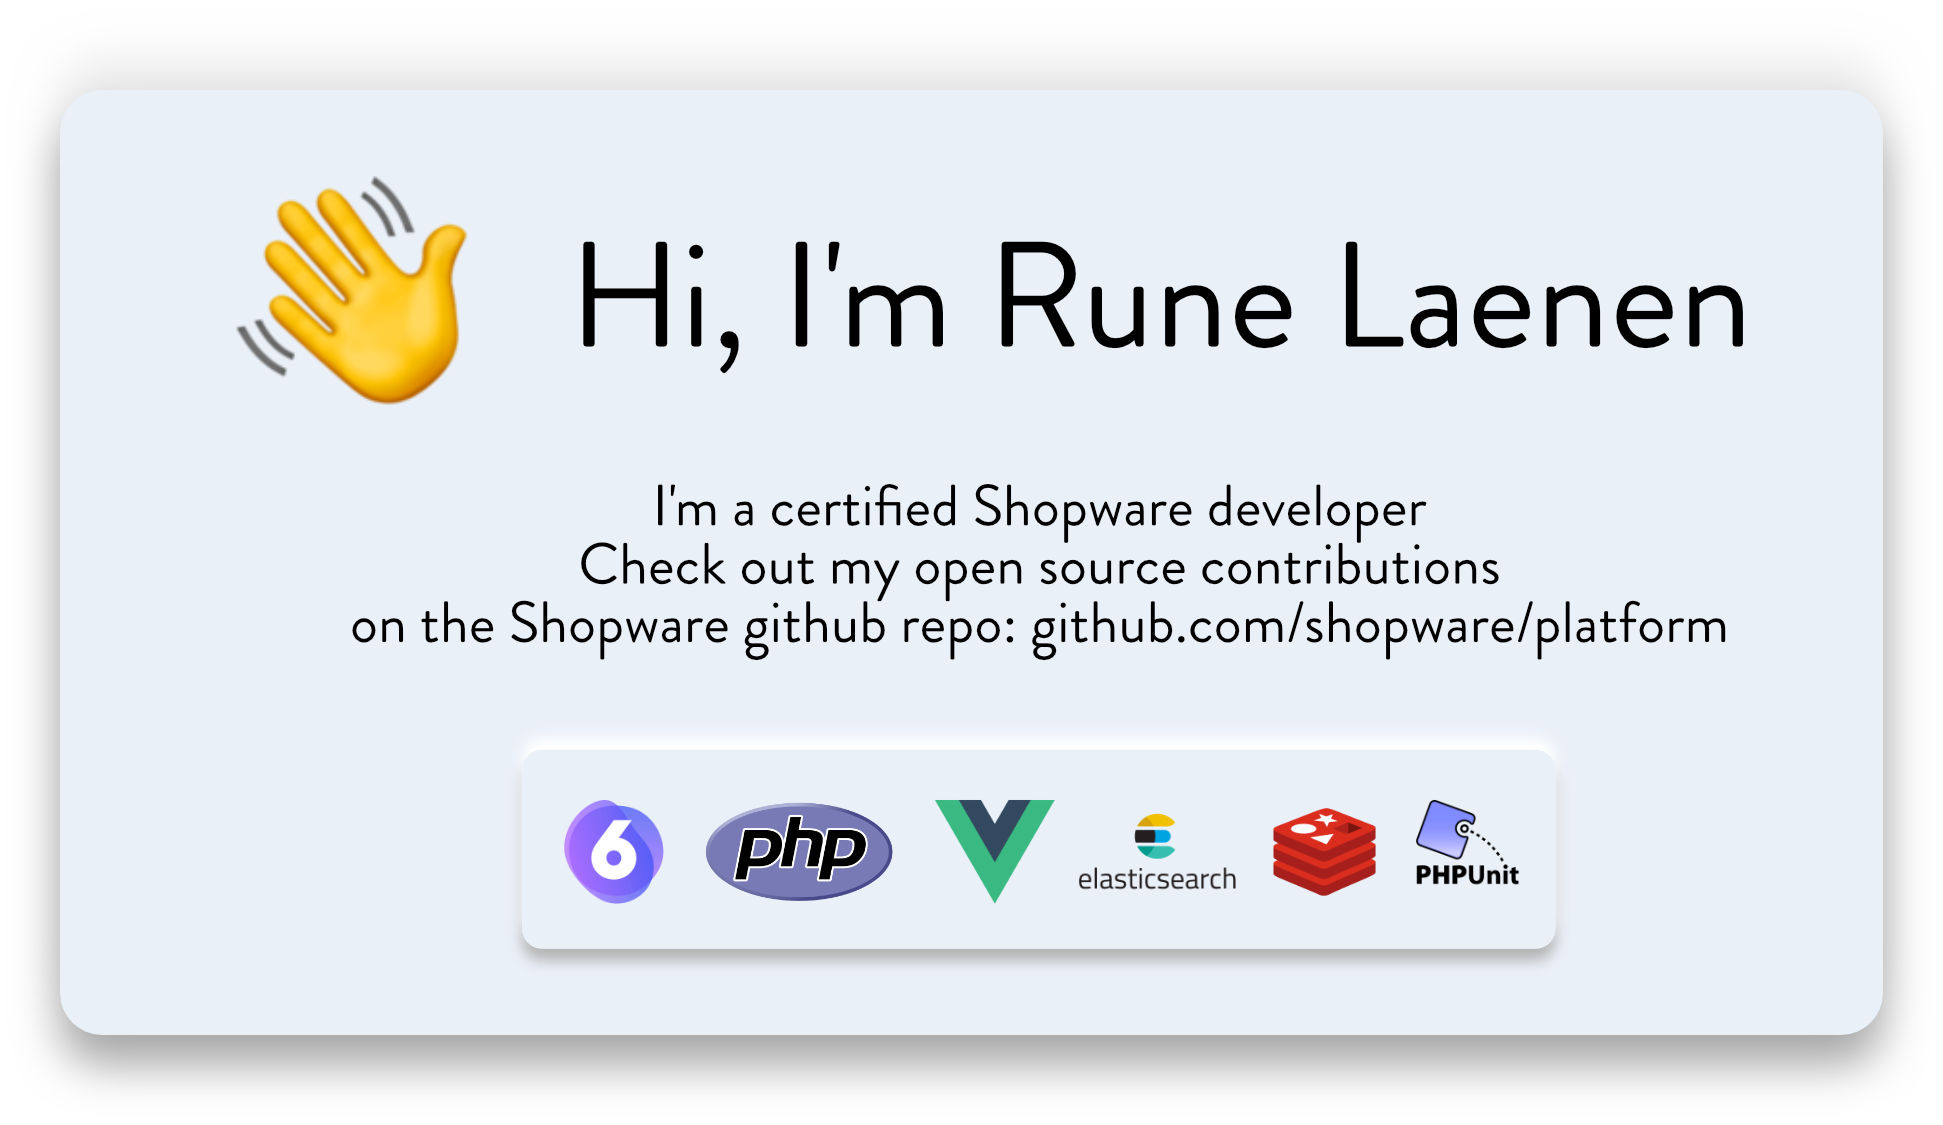 Hi, I'm Rune Laenen
I'm a certified Shopware developer
Check out my open source contributions
on the Shopware github repo: github.com/shopware/platform
6
php
elasticsearch
PHPUnit